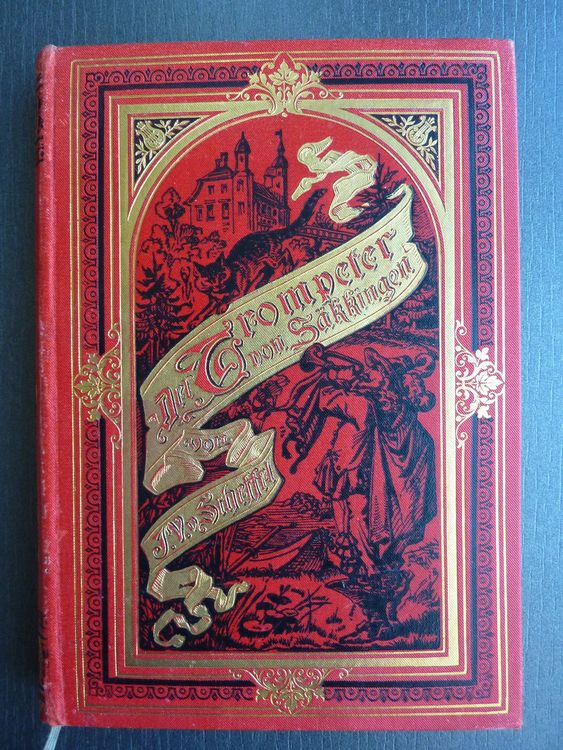 Der Trompeter
von Säkkingen
von
J.V.v. Scheffel